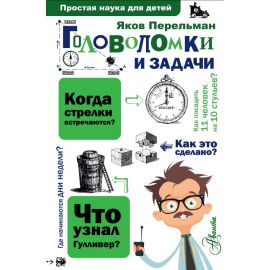 Простая наука для детей
Яков Перельман
ГОЛОВОЛОМКИ
И ЗАДАЧИ
Когда
стрелки
встречаются?
Как посадить
11 человек
на 10 стульев?
Как это
сделано?
Где начинаются дни недели?
Что
узнал
Гулливер?
Аванта